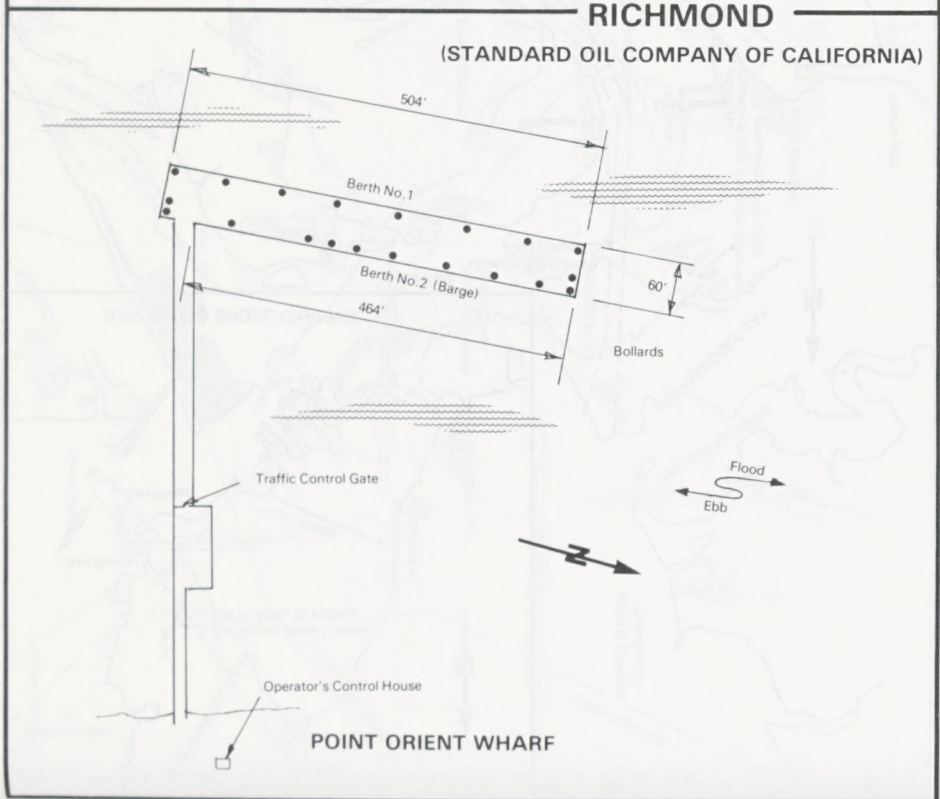 RICHMOND
(STANDARD OIL COMPANY OF CALIFORNIA)
504'
Berth No.1
Berth No.2 (Barge)
60'
464'
Bollards
Traffic Control Gate
Flood
Ebb
N
Operator's Control House
POINT ORIENT WHARF